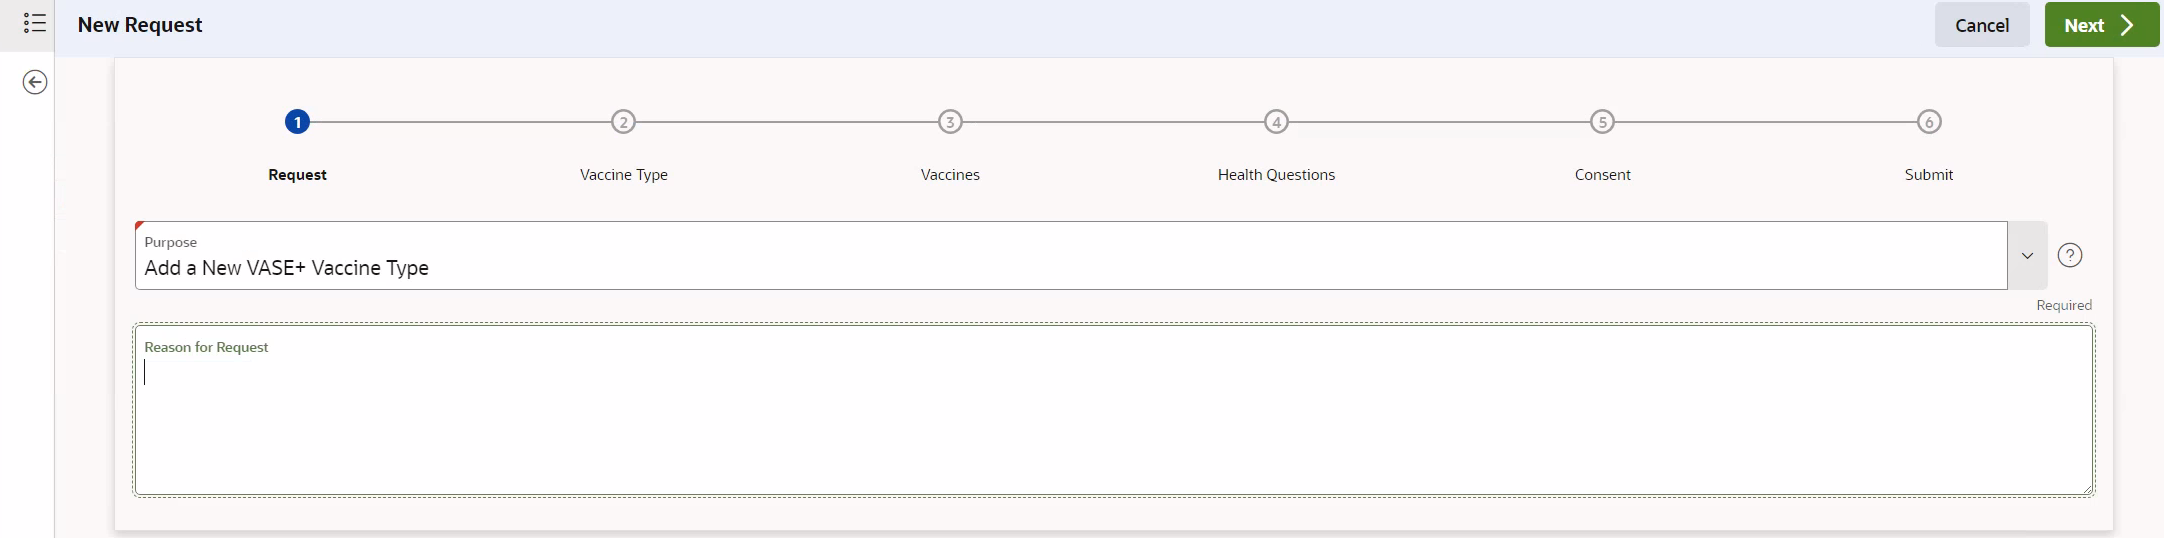 New Request
Cancel
Next
1
2
3
4
5
6
Request
Vaccine Type
Vaccines
Health Questions
Consent
Submit
Purpose
Add a New VASE+ Vaccine Type
?
Required
Reason for Request